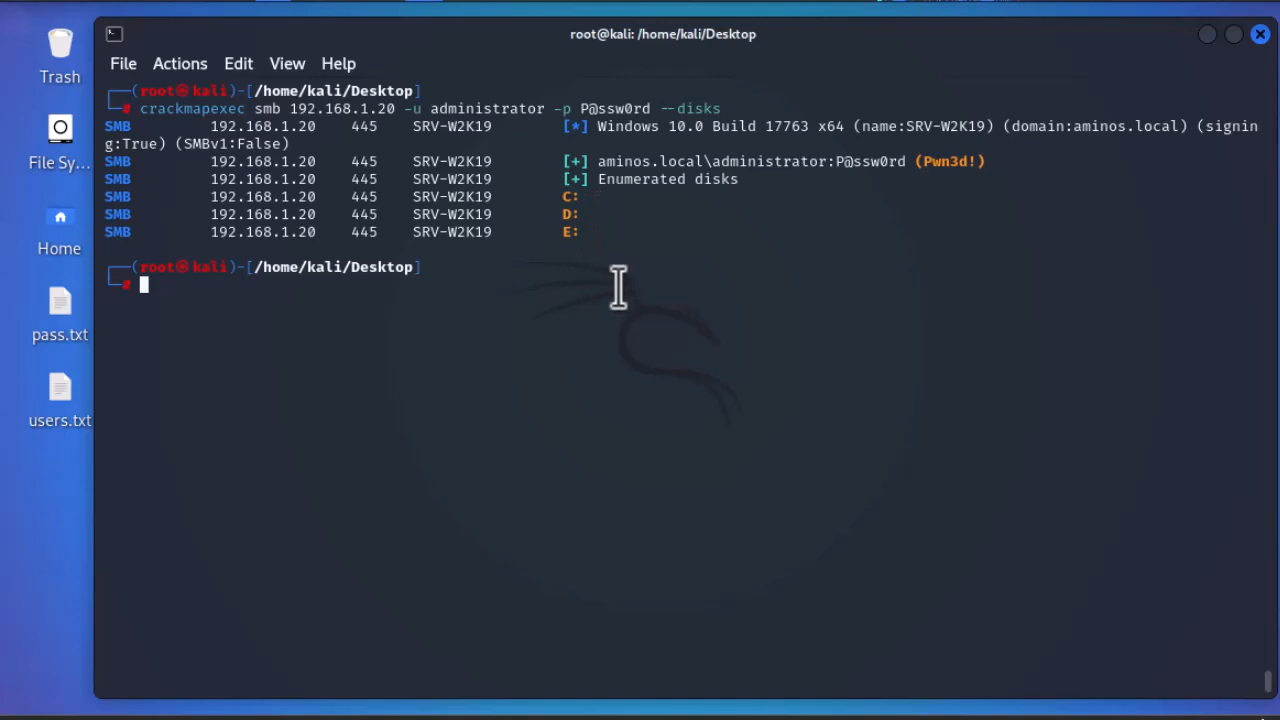 root@kali: /home/kali/Desktop
Trash
File Sy...
Home
pass.txt
users.txt
File Actions Edit View Help
┌──(root㉿kali)-[/home/kali/Desktop]
└─# crackmapexec smb 192.168.1.20 -u administrator -p P@ssw0rd --disks
SMB 192.168.1.20 445 SRV-W2K19 [*] Windows 10.0 Build 17763 x64 (name:SRV-W2K19) (domain:aminos.local) (signin
g:True) (SMBv1:False)
SMB 192.168.1.20 445 SRV-W2K19 [+] aminos.local\administrator:P@ssw0rd (Pwn3d!)
SMB 192.168.1.20 445 SRV-W2K19 [+] Enumerated disks
SMB 192.168.1.20 445 SRV-W2K19 C:
SMB 192.168.1.20 445 SRV-W2K19 D:
SMB 192.168.1.20 445 SRV-W2K19 E:
┌──(root㉿kali)-[/home/kali/Desktop]
└─#